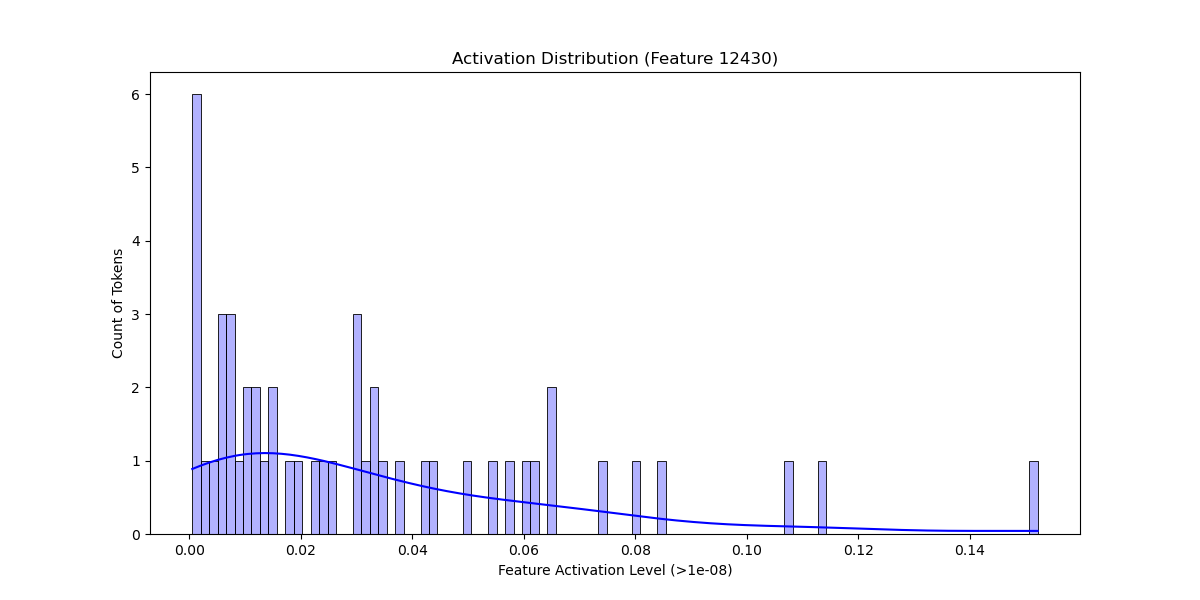 Activation Distribution (Feature 12430)
6
5
4
3
2
1
0
Count of Tokens
0.00 0.02 0.04 0.06 0.08 0.10 0.12 0.14
Feature Activation Level (>1e-08)